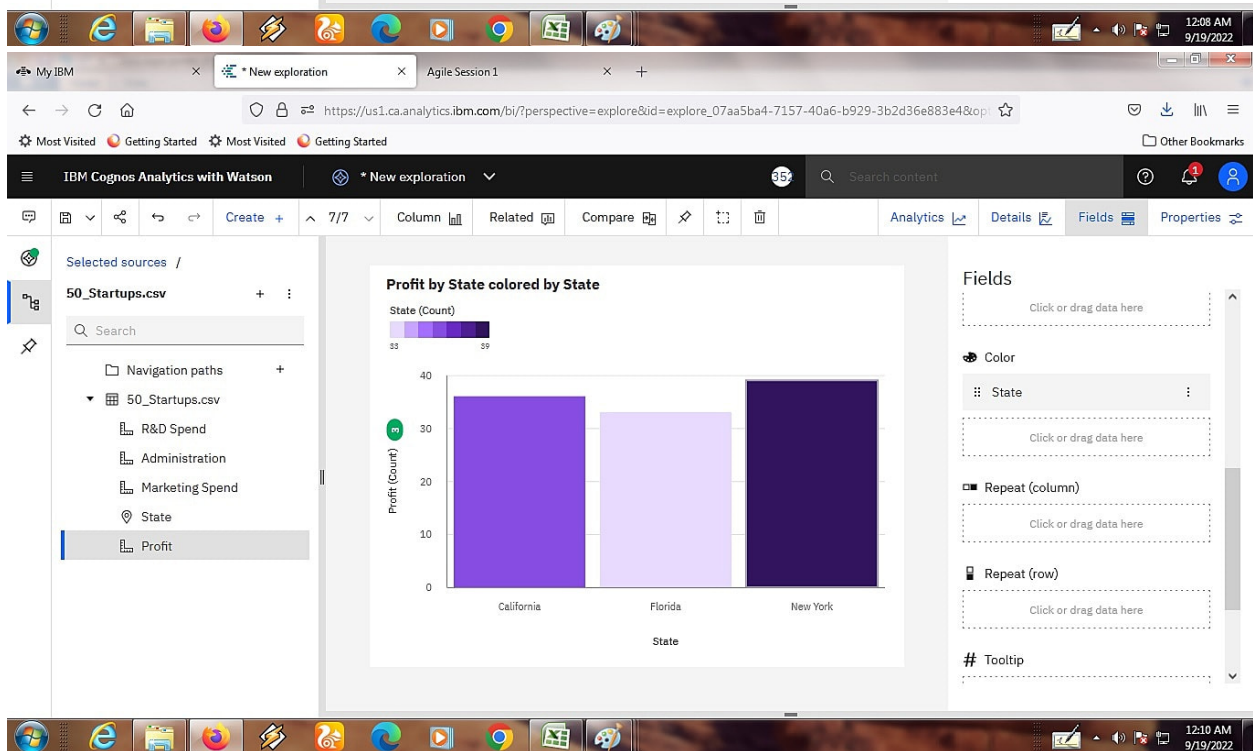 12:08 AM
9/19/2022
My IBM
* New exploration
Agile Session 1
https://us1.ca.analytics.ibm.com/bi/?perspective=explore&id=explore_07aa5ba4-7157-40a6-b929-3b2d36e883e4&op
Most Visited
Getting Started
Most Visited
Getting Started
Other Bookmarks
IBM Cognos Analytics with Watson
* New exploration
352
Search content
1
Create +
7/7
Column
Related
Compare
Analytics
Details
Fields
Properties
Selected sources /
50_Startups.csv
Search
Navigation paths
50_Startups.csv
R&D Spend
Administration
Marketing Spend
State
Profit
Profit by State colored by State
State (Count)
33 39
40
30
20
10
0
Profit (Count)
3
California Florida New York
State
Fields
Click or drag data here
Color
State
Click or drag data here
Repeat (column)
Click or drag data here
Repeat (row)
Click or drag data here
# Tooltip
12:10 AM
9/19/2022